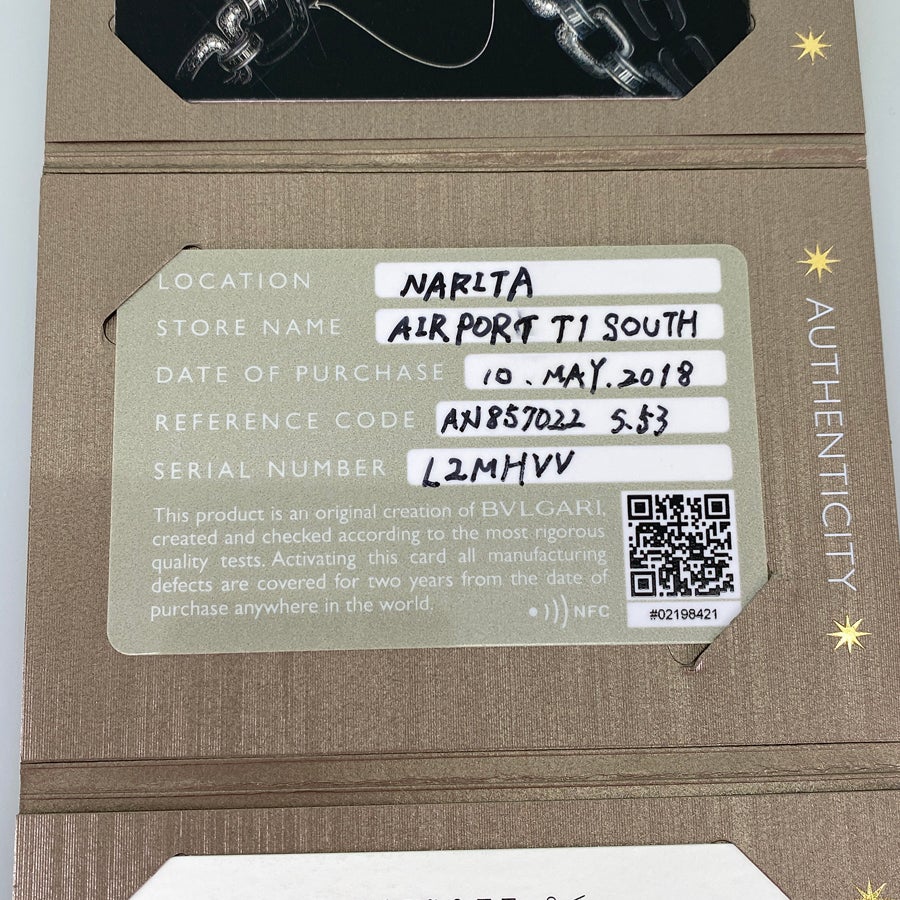 LOCATION NARITA
STORE NAME AIRPORT T1 SOUTH
DATE OF PURCHASE 10. MAY. 2018
REFERENCE CODE AN857022 S.53
SERIAL NUMBER L2MHVV
This product is an original creation of BVLGARI,
created and checked according to the most rigorous
quality tests. Activating this card all manufacturing
defects are covered for two years from the date of
purchase anywhere in the world.
NFC
#02198421
AUTHENTICITY